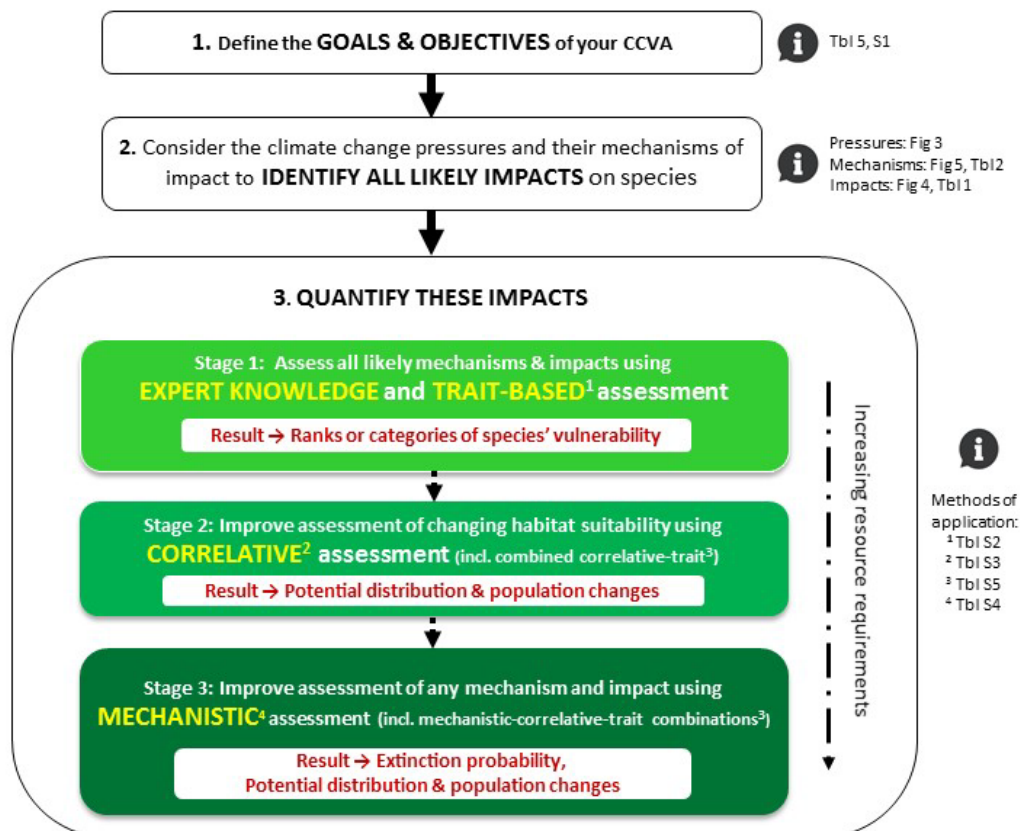 1. Define the GOALS & OBJECTIVES of your CCVA
Tbl 5, S1
2. Consider the climate change pressures and their mechanisms of
impact to IDENTIFY ALL LIKELY IMPACTS on species
Pressures: Fig 3
Mechanisms: Fig 5, Tbl 2
Impacts: Fig 4, Tbl 1
3. QUANTIFY THESE IMPACTS
Stage 1: Assess all likely mechanisms & impacts using
EXPERT KNOWLEDGE and TRAIT-BASED¹ assessment
Result → Ranks or categories of species' vulnerability
Stage 2: Improve assessment of changing habitat suitability using
CORRELATIVE² assessment (incl. combined correlative-trait³)
Result → Potential distribution & population changes
Stage 3: Improve assessment of any mechanism and impact using
MECHANISTIC⁴ assessment (incl. mechanistic-correlative-trait combinations³)
Result → Extinction probability,
Potential distribution & population changes
Increasing resource requirements
Methods of
application:
¹ Tbl S2
² Tbl S3
³ Tbl S5
⁴ Tbl S4